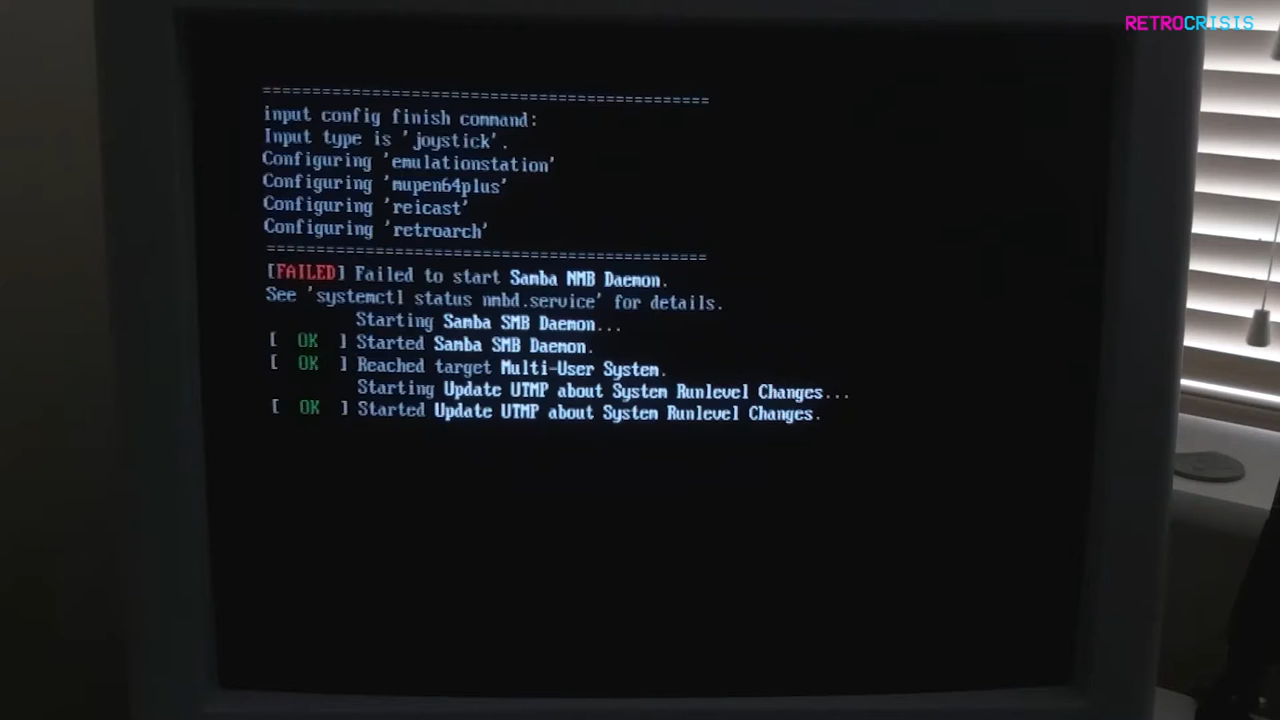 RETROCRISIS
================================================
input config finish command:
Input type is 'joystick'.
Configuring 'emulationstation'
Configuring 'mupen64plus'
Configuring 'reicast'
Configuring 'retroarch'
================================================
[FAILED] Failed to start Samba NMB Daemon.
See 'systemctl status nmbd.service' for details.
Starting Samba SMB Daemon...
[  OK  ] Started Samba SMB Daemon.
[  OK  ] Reached target Multi-User System.
Starting Update UTMP about System Runlevel Changes...
[  OK  ] Started Update UTMP about System Runlevel Changes.